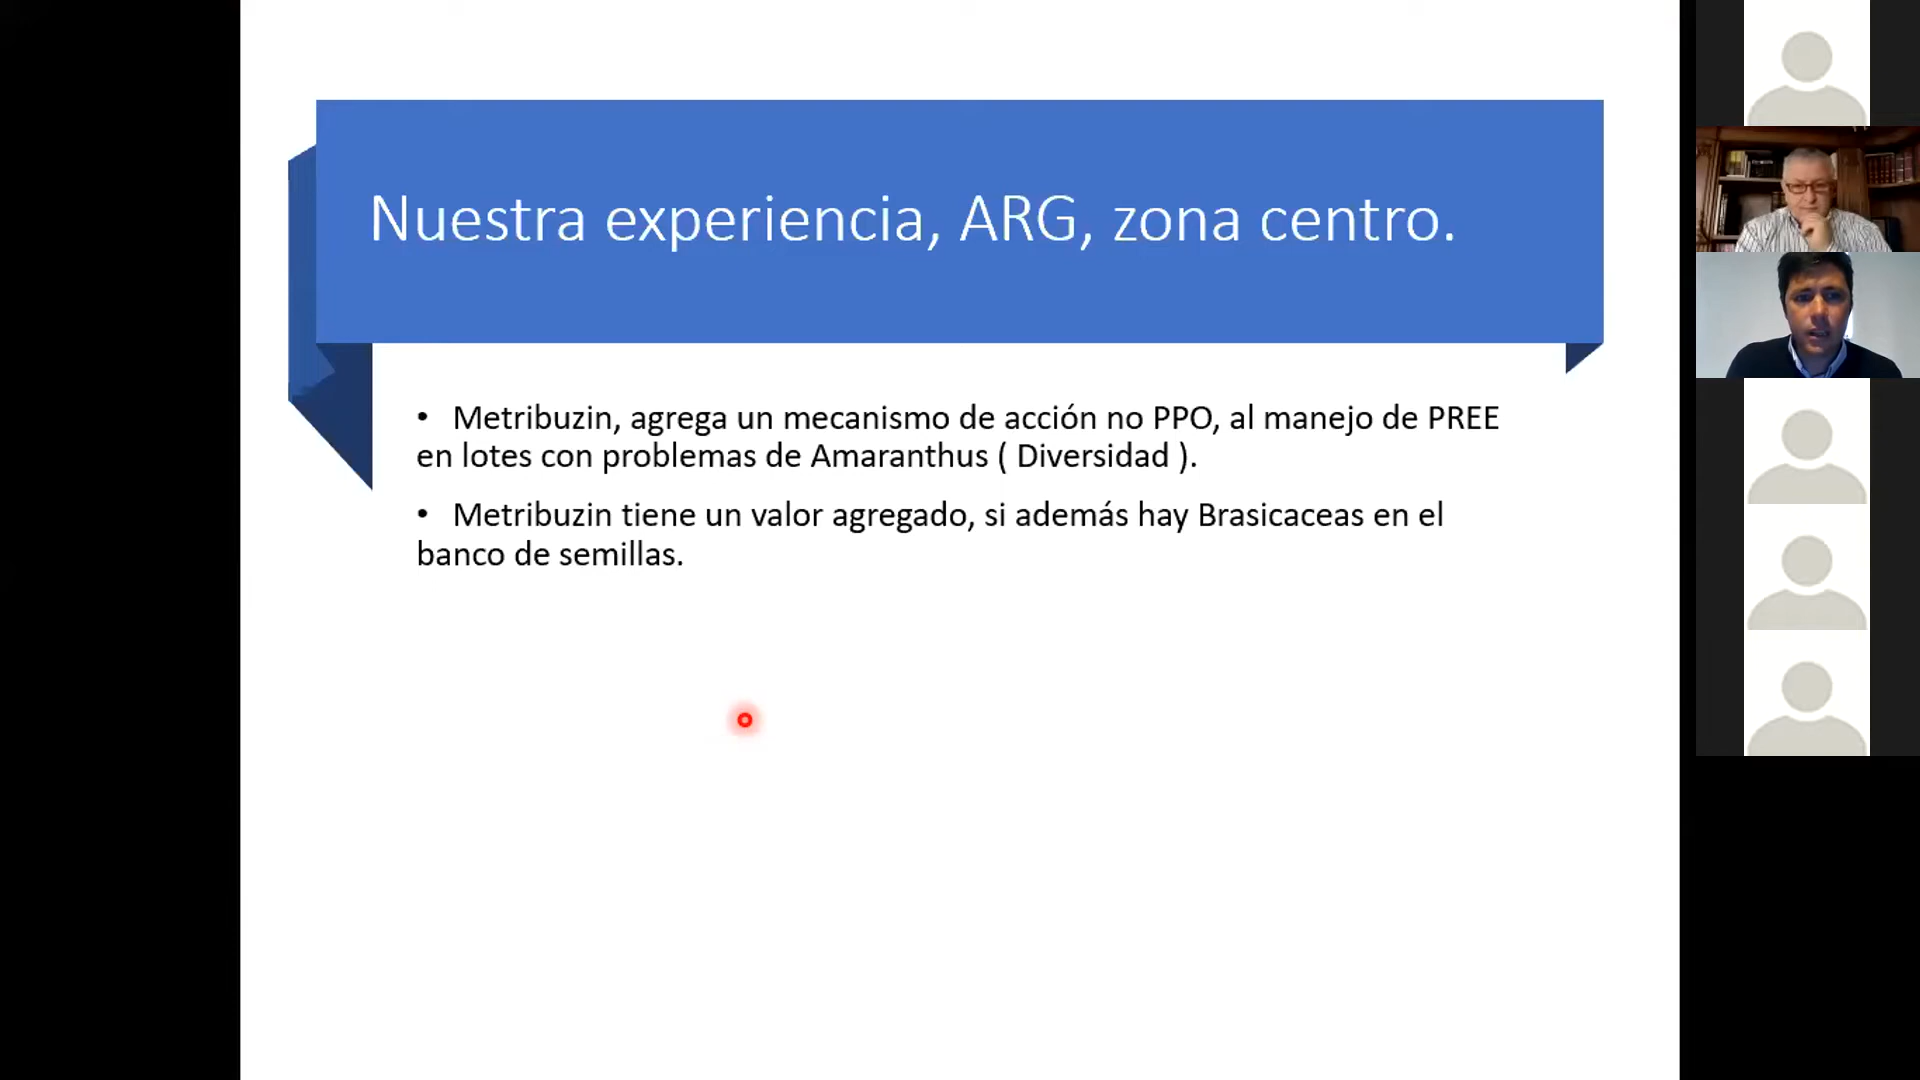 Nuestra experiencia, ARG, zona centro.
• Metribuzin, agrega un mecanismo de acción no PPO, al manejo de PREE
en lotes con problemas de Amaranthus ( Diversidad ).
• Metribuzin tiene un valor agregado, si además hay Brasicaceas en el
banco de semillas.